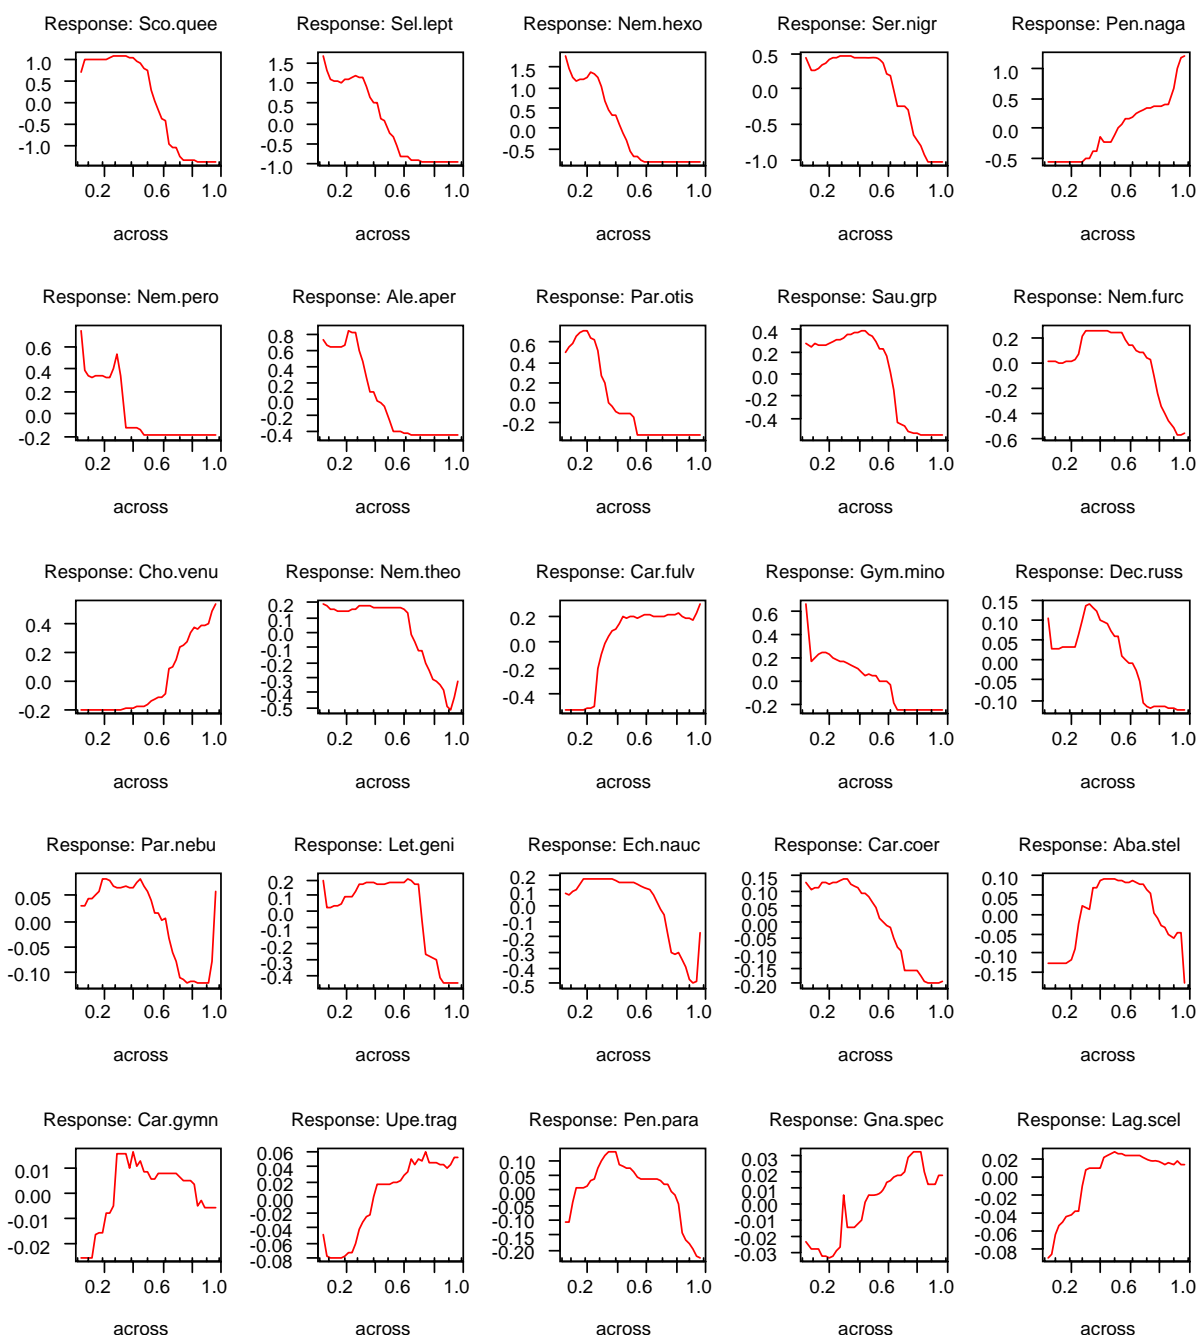 Response: Sco.quee
1.0
0.5
0.0
-0.5
-1.0
0.2 0.6 1.0
across
Response: Sel.lept
1.5
1.0
0.5
0.0
-0.5
-1.0
0.2 0.6 1.0
across
Response: Nem.hexo
1.5
1.0
0.5
0.0
-0.5
0.2 0.6 1.0
across
Response: Ser.nigr
0.5
0.0
-0.5
-1.0
0.2 0.6 1.0
across
Response: Pen.naga
1.0
0.5
0.0
-0.5
0.2 0.6 1.0
across
Response: Nem.pero
0.6
0.4
0.2
0.0
-0.2
0.2 0.6 1.0
across
Response: Ale.aper
0.8
0.6
0.4
0.2
0.0
-0.2
-0.4
0.2 0.6 1.0
across
Response: Par.otis
0.6
0.4
0.2
0.0
-0.2
0.2 0.6 1.0
across
Response: Sau.grp
0.4
0.2
0.0
-0.2
-0.4
0.2 0.6 1.0
across
Response: Nem.furc
0.2
0.0
-0.2
-0.4
-0.6
0.2 0.6 1.0
across
Response: Cho.venu
0.4
0.2
0.0
-0.2
0.2 0.6 1.0
across
Response: Nem.theo
0.2
0.1
0.0
-0.1
-0.2
-0.3
-0.4
-0.5
0.2 0.6 1.0
across
Response: Car.fulv
0.2
0.0
-0.2
-0.4
0.2 0.6 1.0
across
Response: Gym.mino
0.6
0.4
0.2
0.0
-0.2
0.2 0.6 1.0
across
Response: Dec.russ
0.15
0.10
0.05
0.00
-0.05
-0.10
0.2 0.6 1.0
across
Response: Par.nebu
0.05
0.00
-0.05
-0.10
0.2 0.6 1.0
across
Response: Let.geni
0.2
0.1
0.0
-0.1
-0.2
-0.3
-0.4
0.2 0.6 1.0
across
Response: Ech.nauc
0.2
0.1
0.0
-0.1
-0.2
-0.3
-0.4
-0.5
0.2 0.6 1.0
across
Response: Car.coer
0.15
0.10
0.05
0.00
-0.05
-0.10
-0.15
-0.20
0.2 0.6 1.0
across
Response: Aba.stel
0.10
0.05
0.00
-0.05
-0.10
-0.15
0.2 0.6 1.0
across
Response: Car.gymn
0.01
0.00
-0.01
-0.02
0.2 0.6 1.0
across
Response: Upe.trag
0.06
0.04
0.02
0.00
-0.02
-0.04
-0.06
-0.08
0.2 0.6 1.0
across
Response: Pen.para
0.10
0.05
0.00
-0.05
-0.10
-0.15
-0.20
0.2 0.6 1.0
across
Response: Gna.spec
0.03
0.02
0.01
0.00
-0.01
-0.02
-0.03
0.2 0.6 1.0
across
Response: Lag.scel
0.02
0.00
-0.02
-0.04
-0.06
-0.08
0.2 0.6 1.0
across